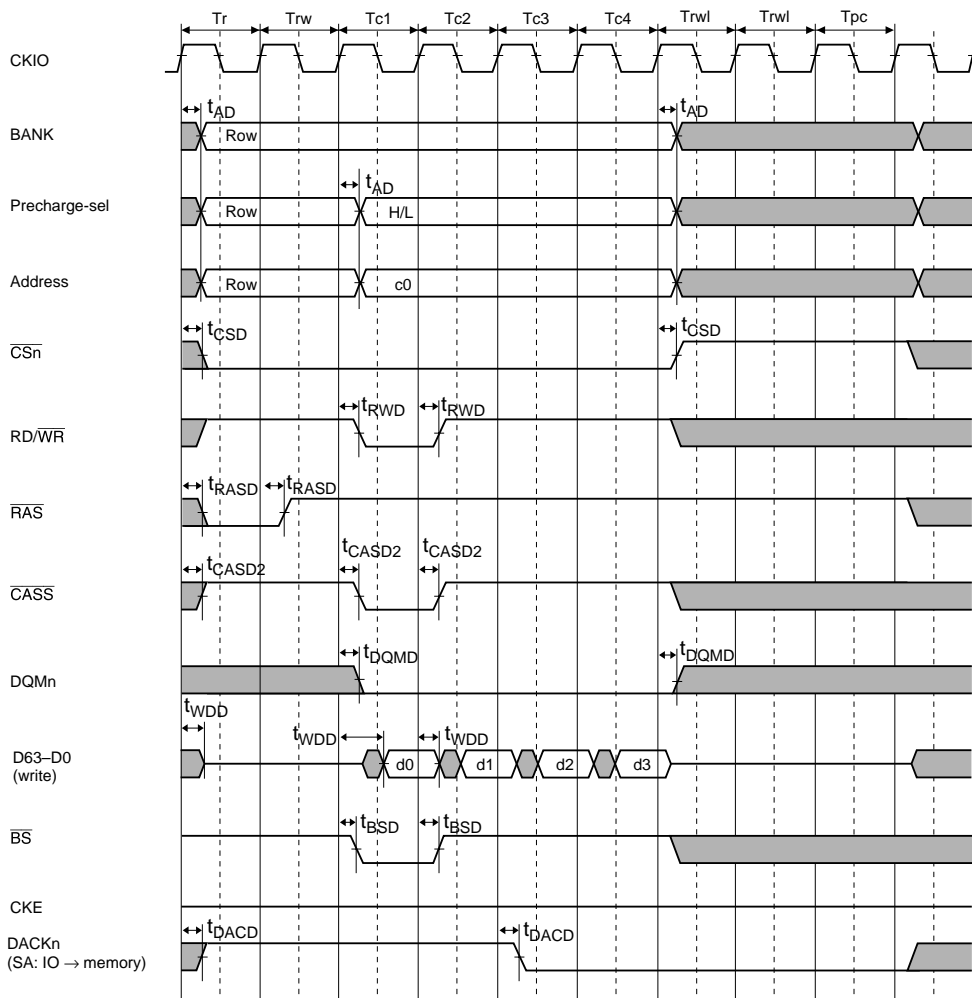 Tr Trw Tc1 Tc2 Tc3 Tc4 Trwl Trwl Tpc
CKIO
tAD tAD
BANK Row
tAD
Precharge-sel Row H/L
Address Row c0
tCSD tCSD
CSn
tRWD tRWD
RD/WR
tRASD tRASD
RAS
tCASD2 tCASD2 tCASD2
CASS
tDQMD tDQMD
DQMn
tWDD tWDD tWDD
D63–D0 d0 d1 d2 d3
(write)
tBSD tBSD
BS
CKE
tDACD tDACD
DACKn
(SA: IO → memory)